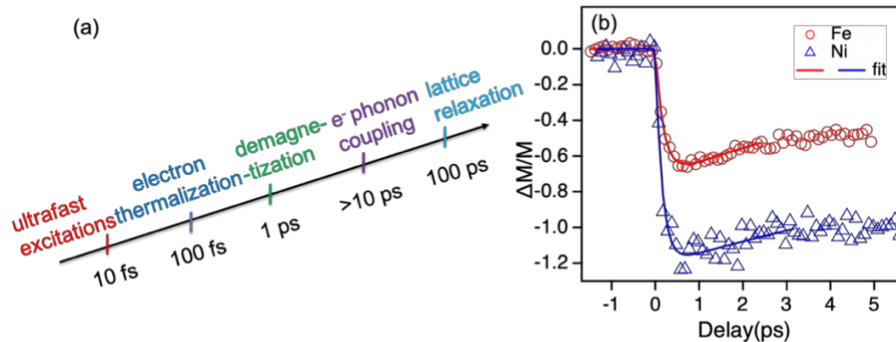 (a)
ultrafast
excitations
10 fs
electron
thermalization
100 fs
demagne-
-tization
1 ps
e⁻ phonon
coupling
>10 ps
lattice
relaxation
100 ps
(b)
Fe
Ni
fit
0.0
-0.2
-0.4
-0.6
-0.8
-1.0
-1.2
ΔM/M
-1 0 1 2 3 4 5
Delay(ps)